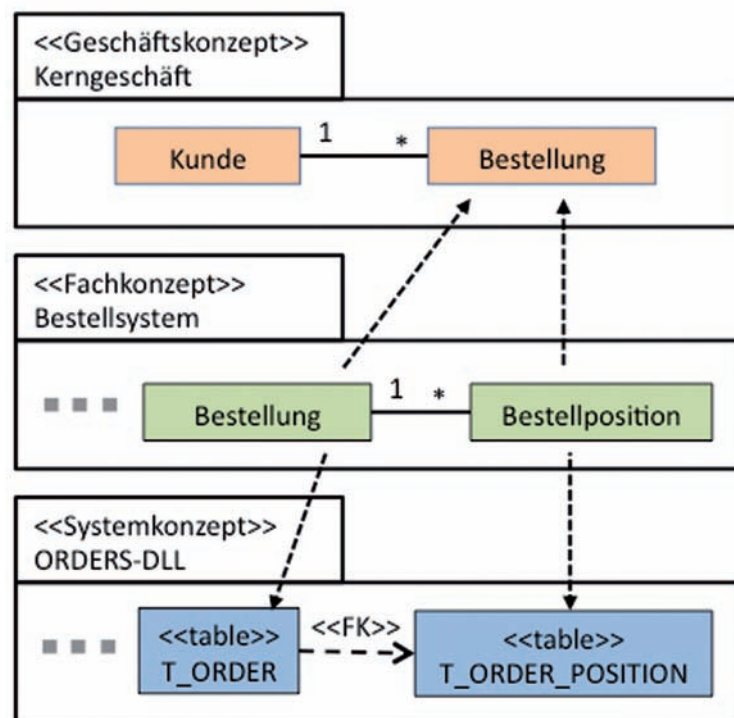 <<Geschäftskonzept>>
Kerngeschäft
Kunde
1
*
Bestellung
<<Fachkonzept>>
Bestellsystem
Bestellung
1
*
Bestellposition
<<Systemkonzept>>
ORDERS-DLL
<<table>>
T_ORDER
<<FK>>
<<table>>
T_ORDER_POSITION